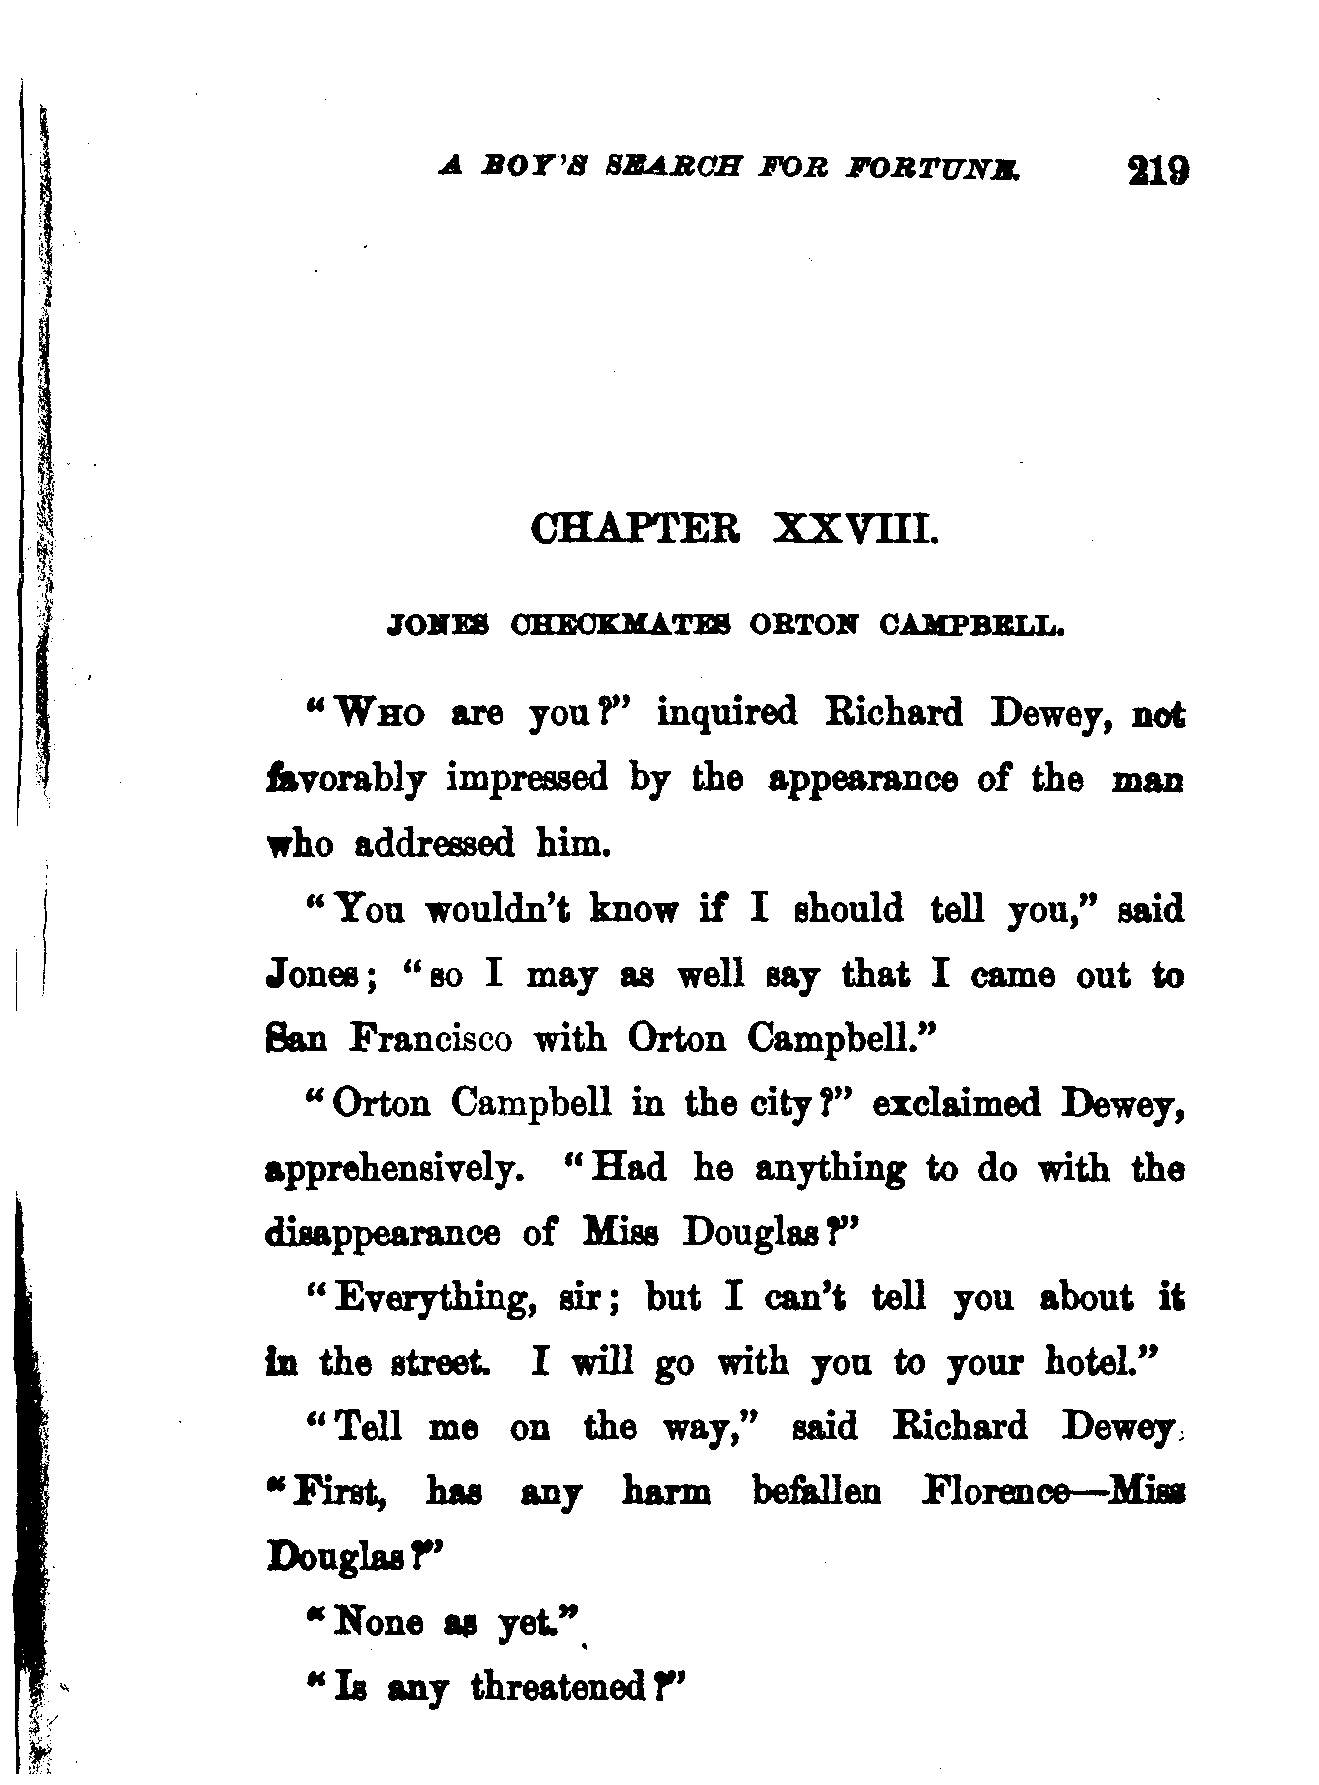 A BOY'S SEARCH FOR FORTUNE. 219
CHAPTER XXVIII.
JONES CHECKMATES ORTON CAMPBELL.
"WHO are you?" inquired Richard Dewey, not
favorably impressed by the appearance of the man
who addressed him.
"You wouldn't know if I should tell you," said
Jones; "so I may as well say that I came out to
San Francisco with Orton Campbell."
"Orton Campbell in the city?" exclaimed Dewey,
apprehensively. "Had he anything to do with the
disappearance of Miss Douglas?"
"Everything, sir; but I can't tell you about it
in the street. I will go with you to your hotel."
"Tell me on the way," said Richard Dewey.
"First, has any harm befallen Florence—Miss
Douglas?"
"None as yet."
"Is any threatened?"